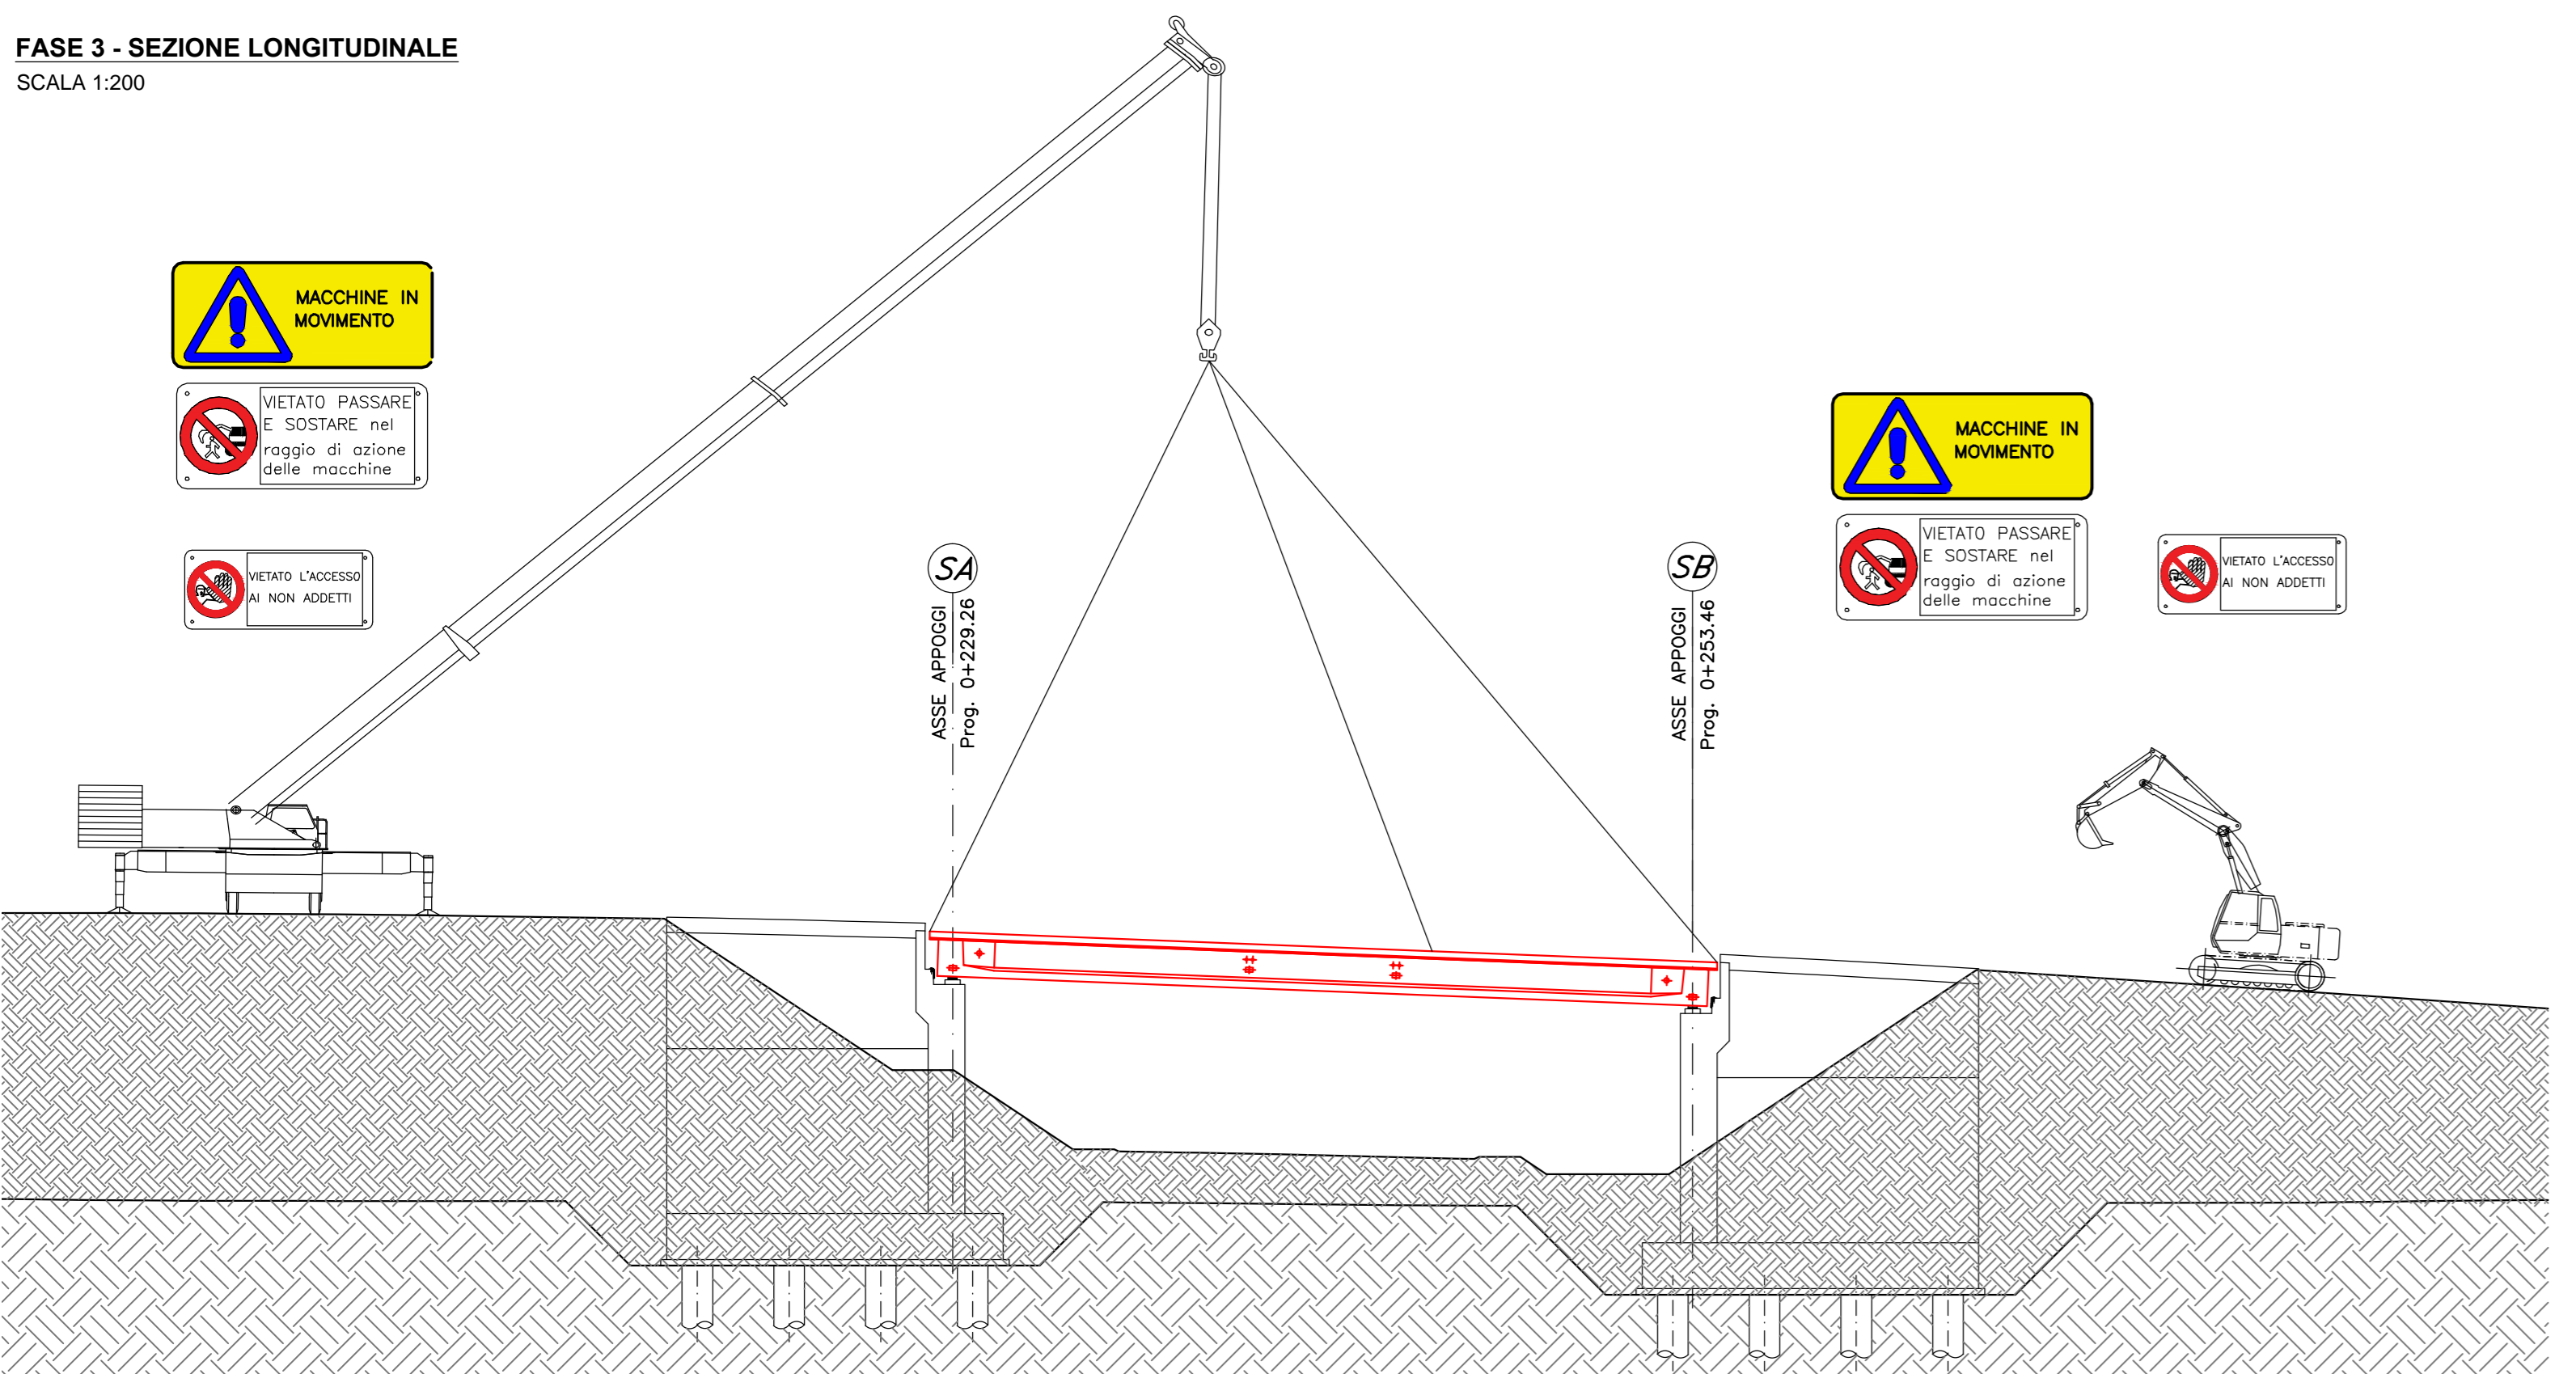 FASE 3 - SEZIONE LONGITUDINALE
SCALA 1:200
MACCHINE IN
MOVIMENTO
VIETATO PASSARE
E SOSTARE nel
raggio di azione
delle macchine
VIETATO L'ACCESSO
AI NON ADDETTI
SA
ASSE APPOGGI
Prog. 0+229.26
SB
ASSE APPOGGI
Prog. 0+253.46
MACCHINE IN
MOVIMENTO
VIETATO PASSARE
E SOSTARE nel
raggio di azione
delle macchine
VIETATO L'ACCESSO
AI NON ADDETTI